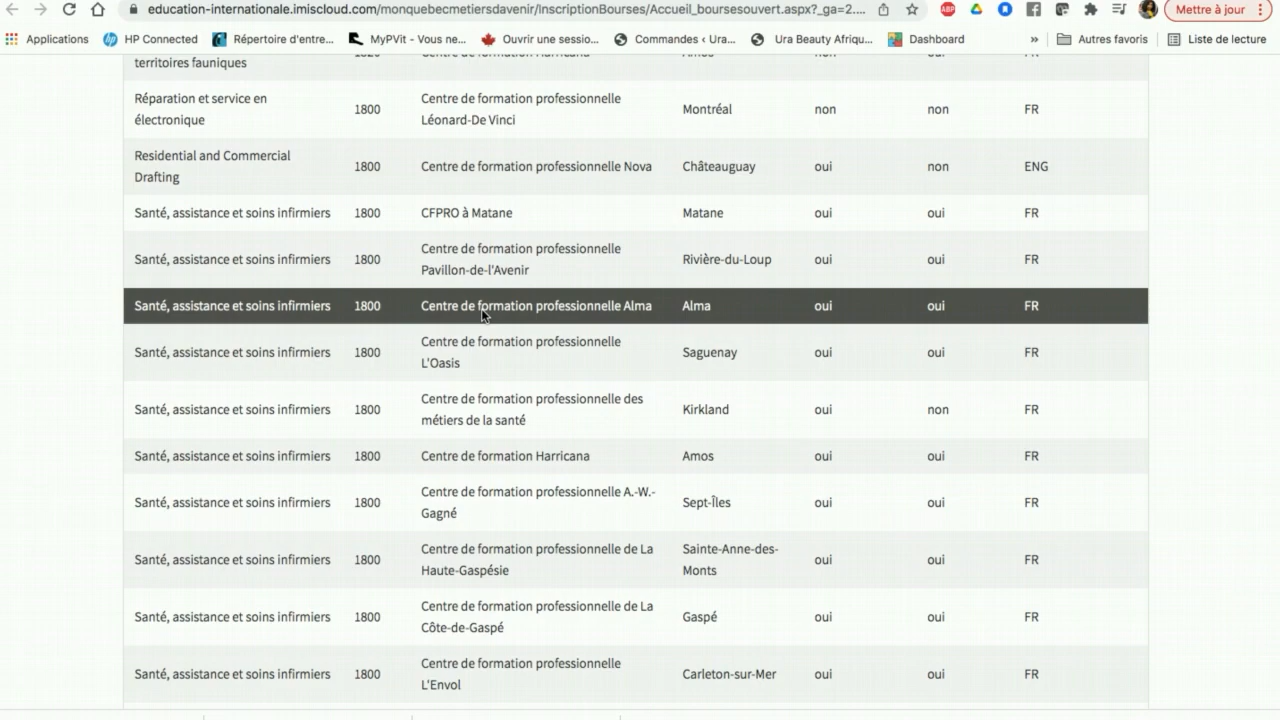 education-internationale.imiscloud.com/monquebecmetiersdavenir/InscriptionBourses/Accueil_boursesouvert.aspx?_ga=2.... Mettre à jour
Applications HP Connected Répertoire d'entre... MyPVit - Vous ne... Ouvrir une sessio... Commandes ‹ Ura... Ura Beauty Afriqu... Dashboard » Autres favoris Liste de lecture
territoires fauniques
Réparation et service en
électronique
1800
Centre de formation professionnelle
Léonard-De Vinci
Montréal non non FR
Residential and Commercial
Drafting
1800 Centre de formation professionnelle Nova Châteauguay oui non ENG
Santé, assistance et soins infirmiers 1800 CFPRO à Matane Matane oui oui FR
Santé, assistance et soins infirmiers 1800
Centre de formation professionnelle
Pavillon-de-l'Avenir
Rivière-du-Loup oui oui FR
Santé, assistance et soins infirmiers 1800 Centre de formation professionnelle Alma Alma oui oui FR
Santé, assistance et soins infirmiers 1800
Centre de formation professionnelle
L'Oasis
Saguenay oui oui FR
Santé, assistance et soins infirmiers 1800
Centre de formation professionnelle des
métiers de la santé
Kirkland oui non FR
Santé, assistance et soins infirmiers 1800 Centre de formation Harricana Amos oui oui FR
Santé, assistance et soins infirmiers 1800
Centre de formation professionnelle A.-W.-
Gagné
Sept-Îles oui oui FR
Santé, assistance et soins infirmiers 1800
Centre de formation professionnelle de La
Haute-Gaspésie
Sainte-Anne-des-
Monts
oui oui FR
Santé, assistance et soins infirmiers 1800
Centre de formation professionnelle de La
Côte-de-Gaspé
Gaspé oui oui FR
Santé, assistance et soins infirmiers 1800
Centre de formation professionnelle
L'Envol
Carleton-sur-Mer oui oui FR